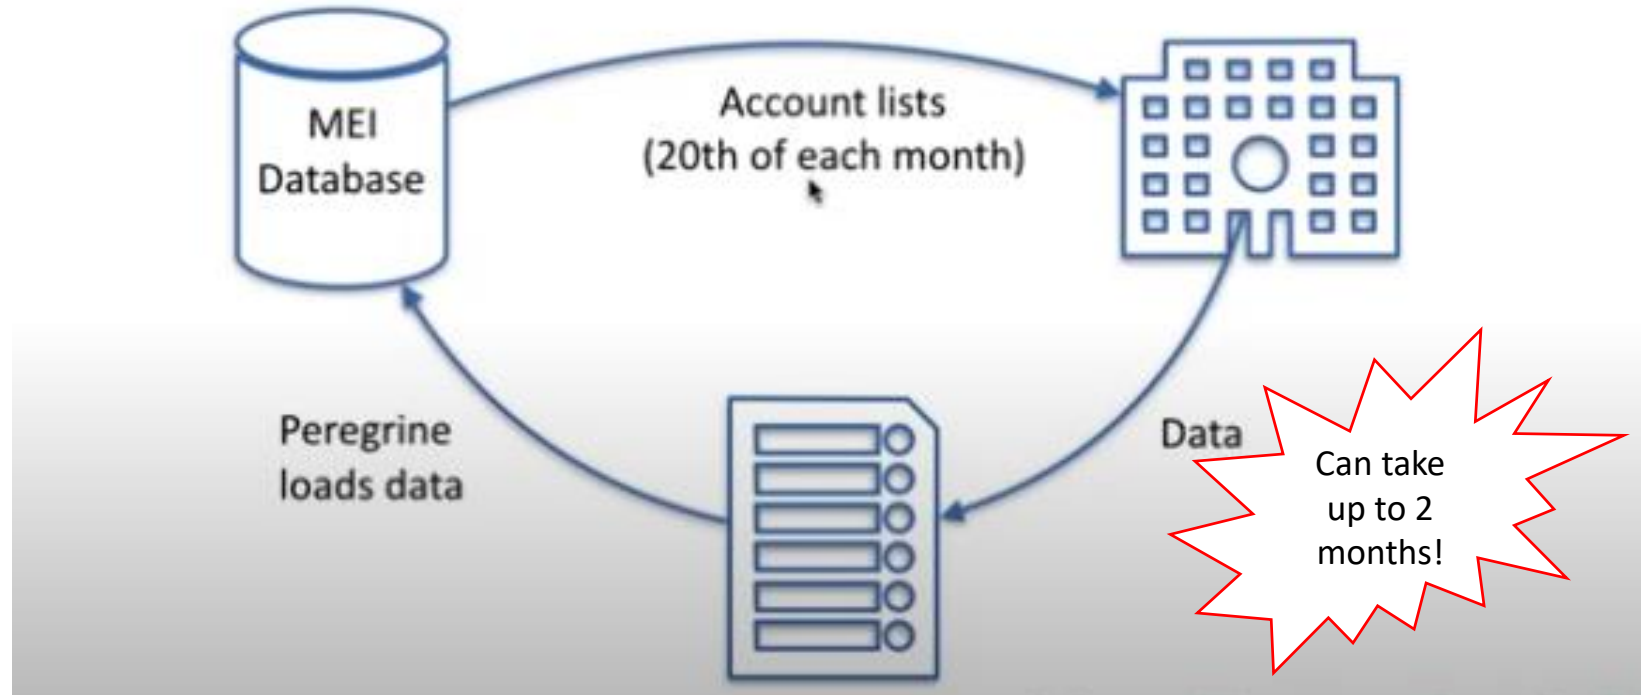 MEI
Database
Account lists
(20th of each month)
Peregrine
loads data
Data
Can take
up to 2
months!